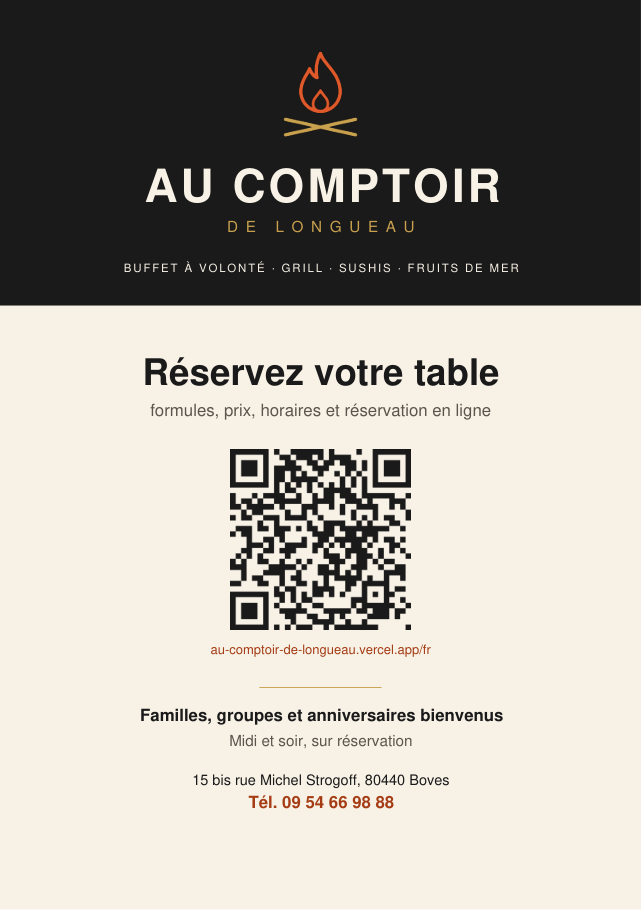 AU COMPTOIR
DE LONGUEAU
BUFFET À VOLONTÉ · GRILL · SUSHIS · FRUITS DE MER
Réservez votre table
formules, prix, horaires et réservation en ligne
au-comptoir-de-longueau.vercel.app/fr
Familles, groupes et anniversaires bienvenus
Midi et soir, sur réservation
15 bis rue Michel Strogoff, 80440 Boves
Tél. 09 54 66 98 88